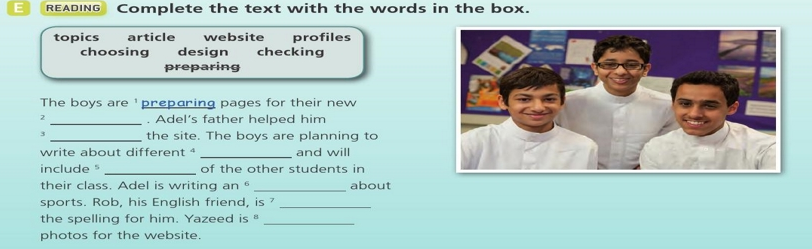 E READING Complete the text with the words in the box.
topics article website profiles
choosing design checking
preparing
The boys are 1 preparing pages for their new
2 ____________ . Adel's father helped him
3 ____________ the site. The boys are planning to
write about different 4 ____________ and will
include 5 ____________ of the other students in
their class. Adel is writing an 6 ____________ about
sports. Rob, his English friend, is 7 ____________
the spelling for him. Yazeed is 8 ____________
photos for the website.